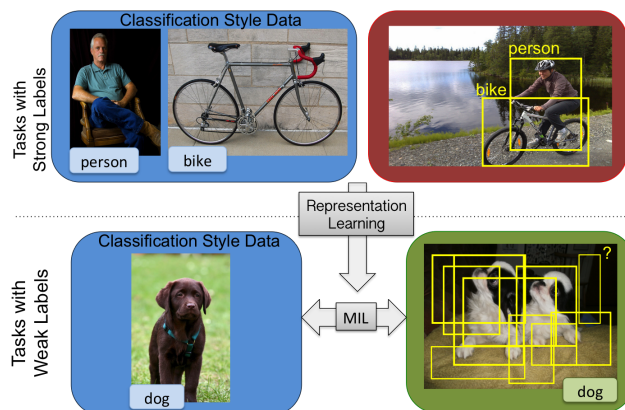 Classification Style Data
Tasks with
Strong Labels
person
bike
person
bike
Representation
Learning
Classification Style Data
Tasks with
Weak Labels
dog
MIL
?
dog